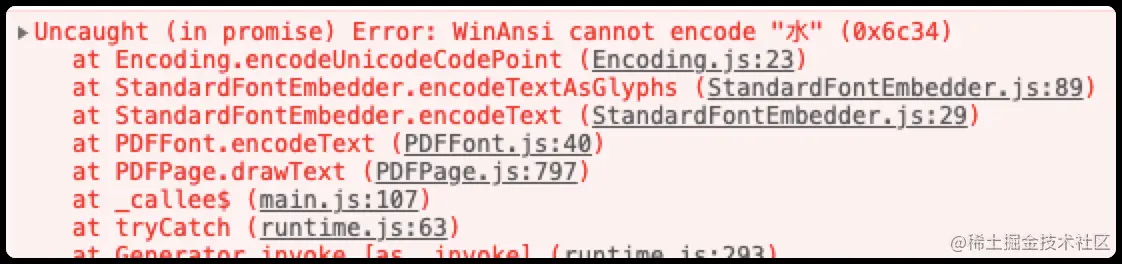 ▶Uncaught (in promise) Error: WinAnsi cannot encode "水" (0x6c34)
at Encoding.encodeUnicodeCodePoint (Encoding.js:23)
at StandardFontEmbedder.encodeTextAsGlyphs (StandardFontEmbedder.js:89)
at StandardFontEmbedder.encodeText (StandardFontEmbedder.js:29)
at PDFFont.encodeText (PDFFont.js:40)
at PDFPage.drawText (PDFPage.js:797)
at _callee$ (main.js:107)
at tryCatch (runtime.js:63)
at Generator.invoke [as _invoke] (runtime.js:293)
@稀土掘金技术社区